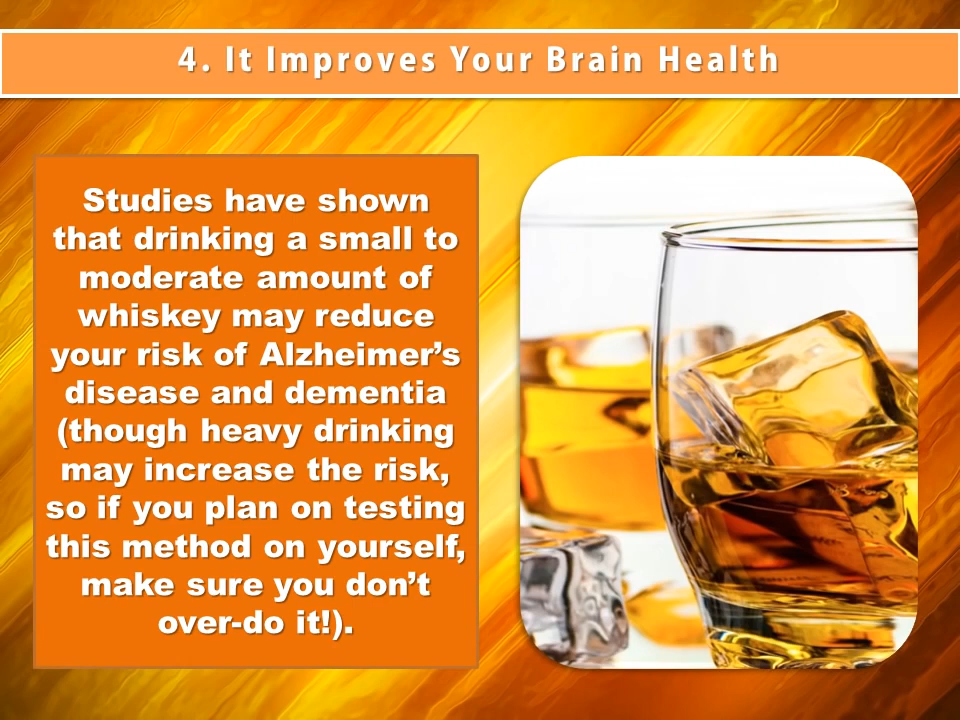 4. It Improves Your Brain Health
Studies have shown
that drinking a small to
moderate amount of
whiskey may reduce
your risk of Alzheimer’s
disease and dementia
(though heavy drinking
may increase the risk,
so if you plan on testing
this method on yourself,
make sure you don’t
over-do it!).